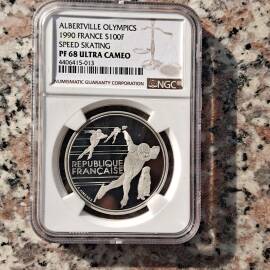 ALBERTVILLE OLYMPICS
1990 FRANCE S100F
SPEED SKATING
PF 68 ULTRA CAMEO
4406415-013
NUMISMATIC GUARANTY CORPORATION
NGC
REPUBLIQUE
FRANÇAISE